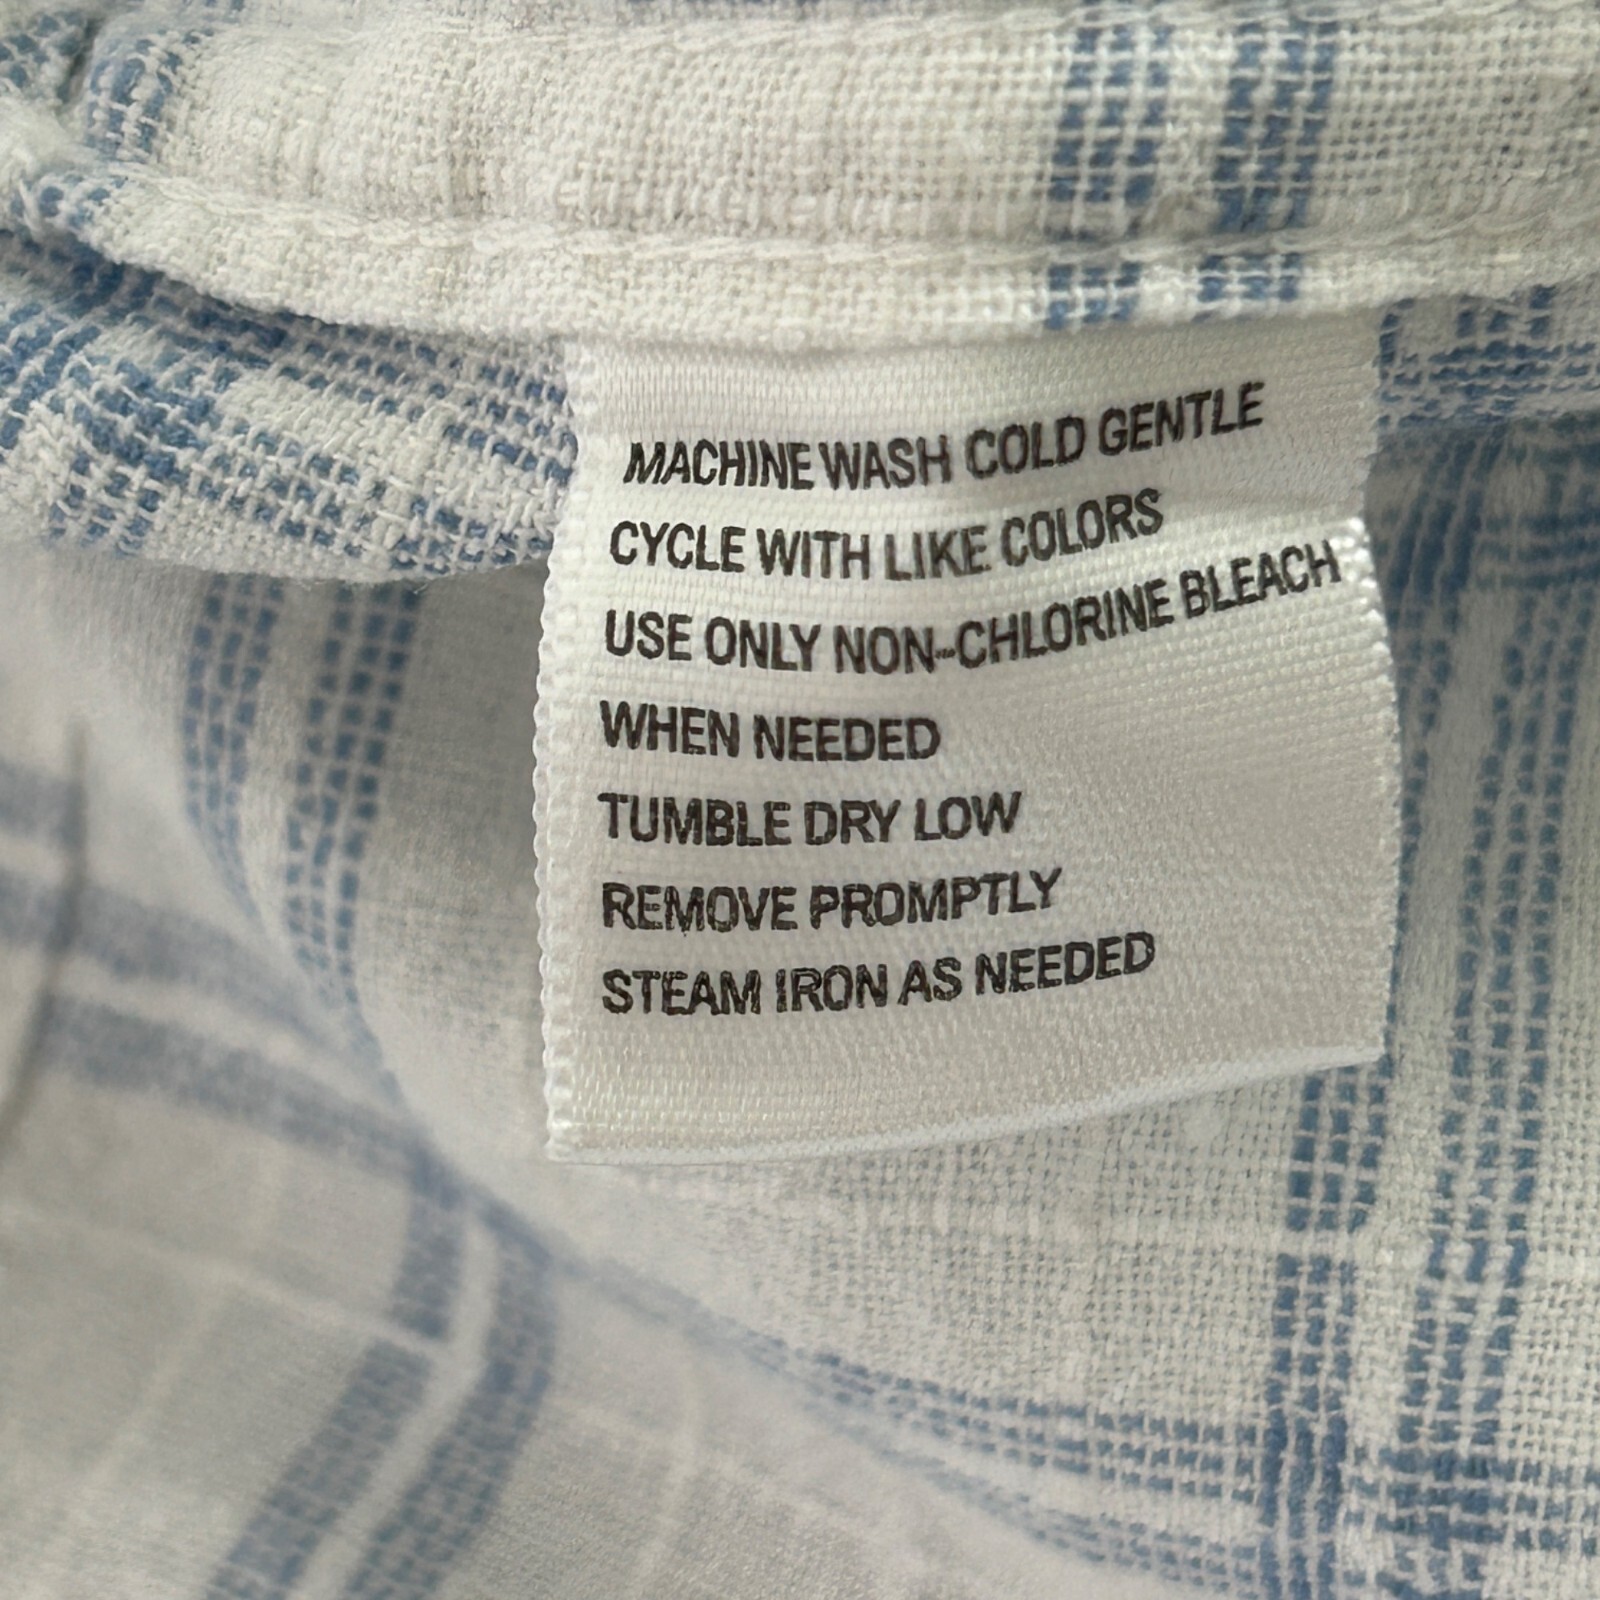 MACHINE WASH COLD GENTLE
CYCLE WITH LIKE COLORS
USE ONLY NON-CHLORINE BLEACH
WHEN NEEDED
TUMBLE DRY LOW
REMOVE PROMPTLY
STEAM IRON AS NEEDED